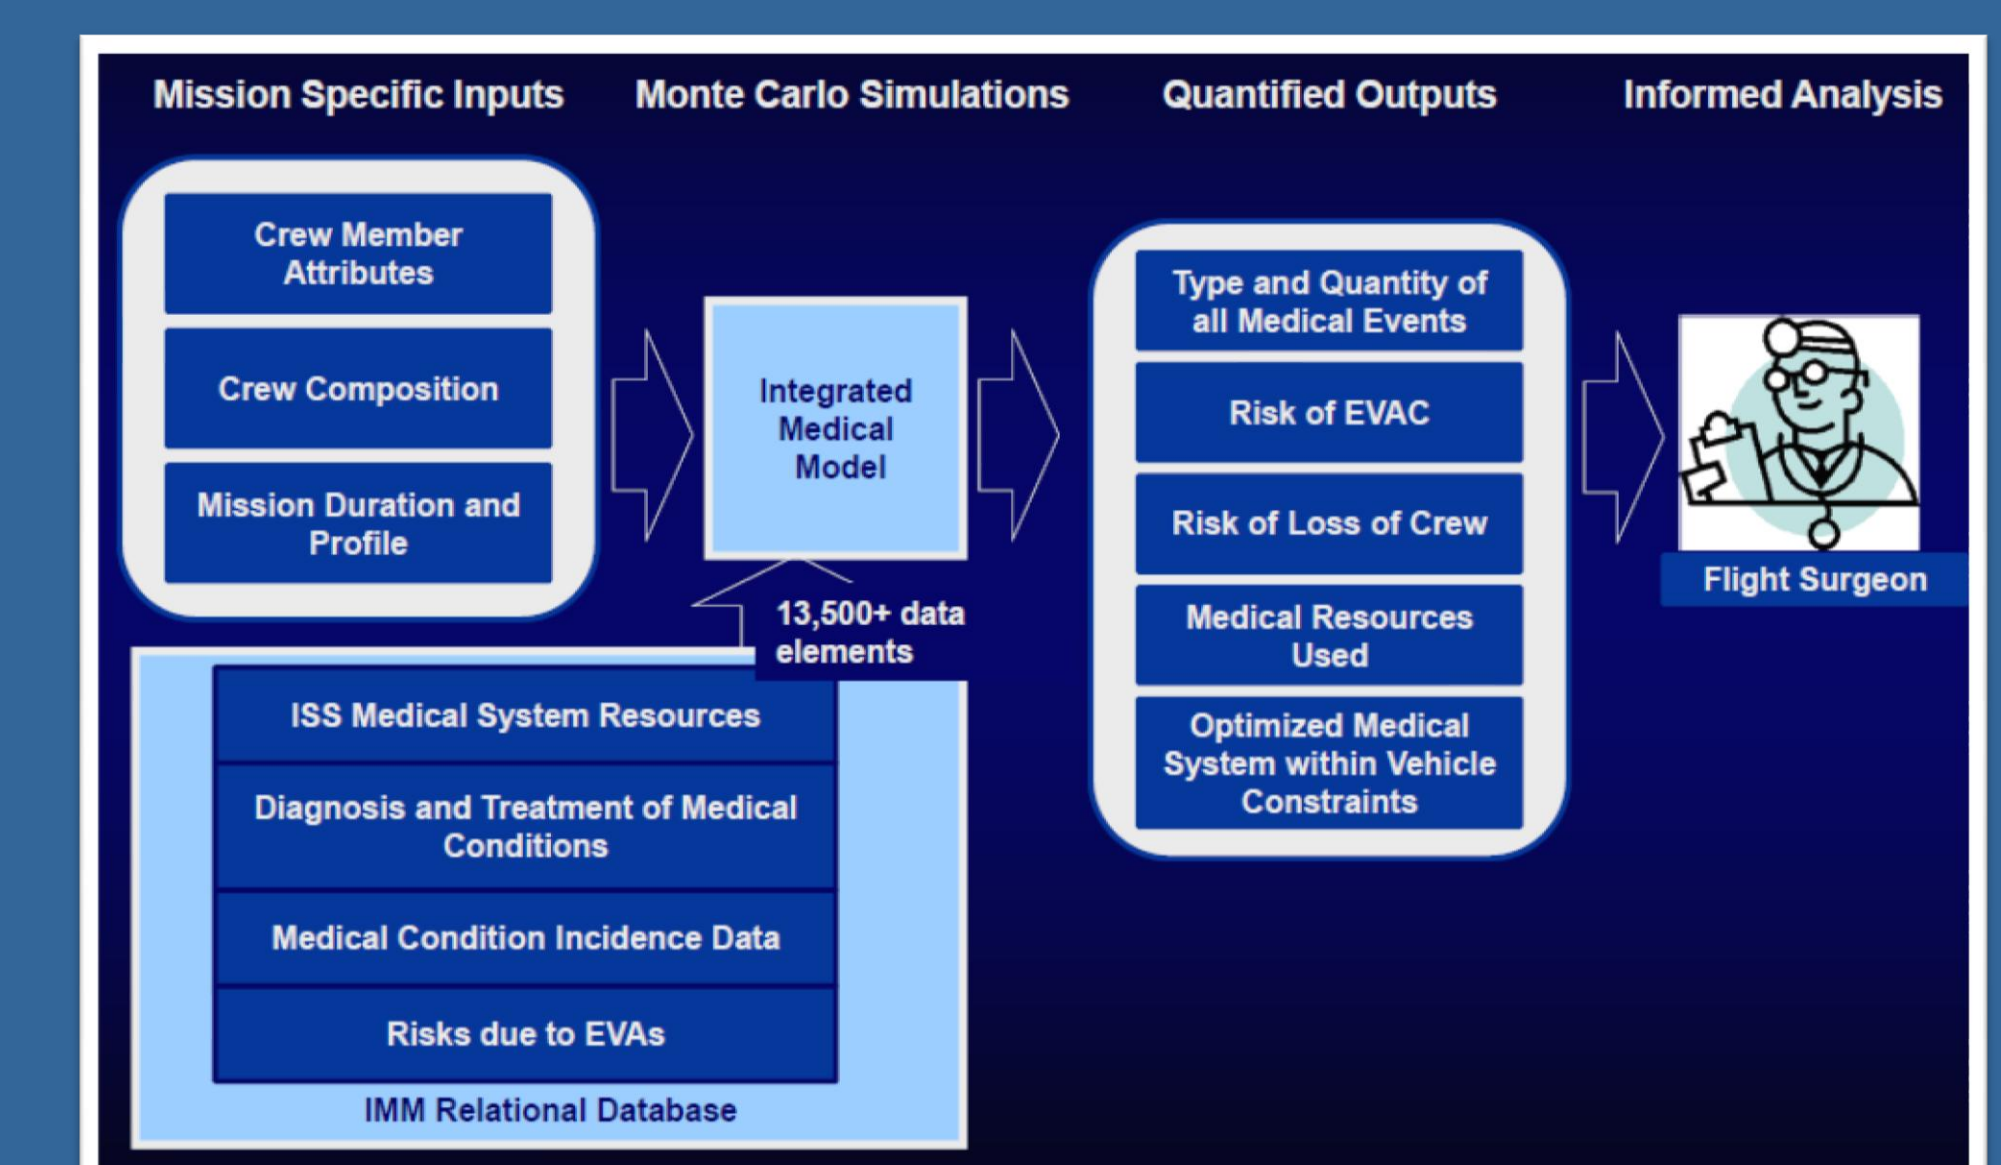 Mission Specific Inputs
Monte Carlo Simulations
Quantified Outputs
Informed Analysis
Crew Member
Attributes
Crew Composition
Mission Duration and
Profile
Integrated
Medical
Model
13,500+ data
elements
ISS Medical System Resources
Diagnosis and Treatment of Medical
Conditions
Medical Condition Incidence Data
Risks due to EVAs
IMM Relational Database
Type and Quantity of
all Medical Events
Risk of EVAC
Risk of Loss of Crew
Medical Resources
Used
Optimized Medical
System within Vehicle
Constraints
Flight Surgeon